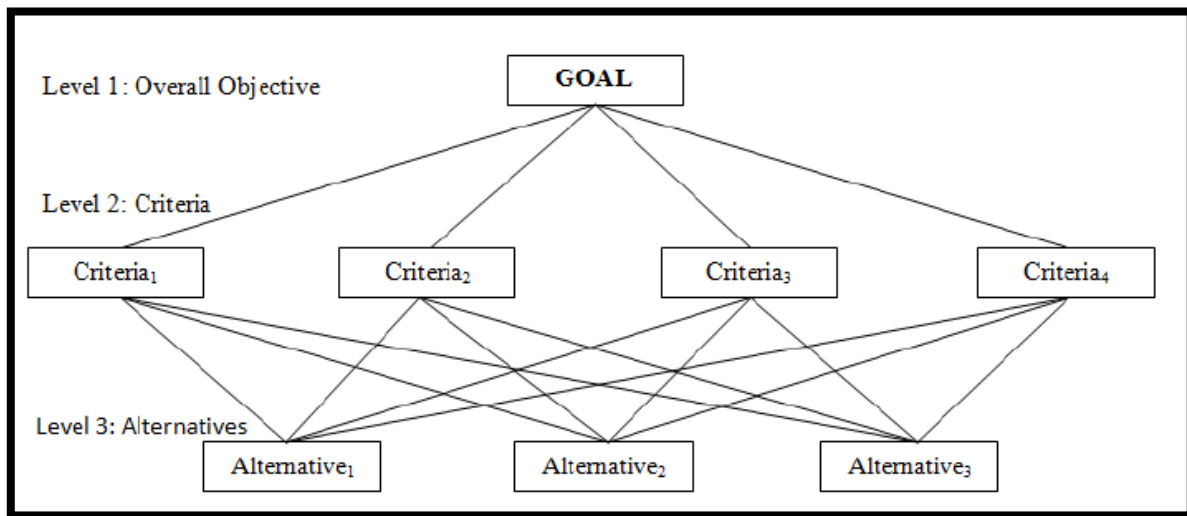 GOAL
Level 1: Overall Objective
Level 2: Criteria
Criteria₁
Criteria₂
Criteria₃
Criteria₄
Level 3: Alternatives
Alternative₁
Alternative₂
Alternative₃